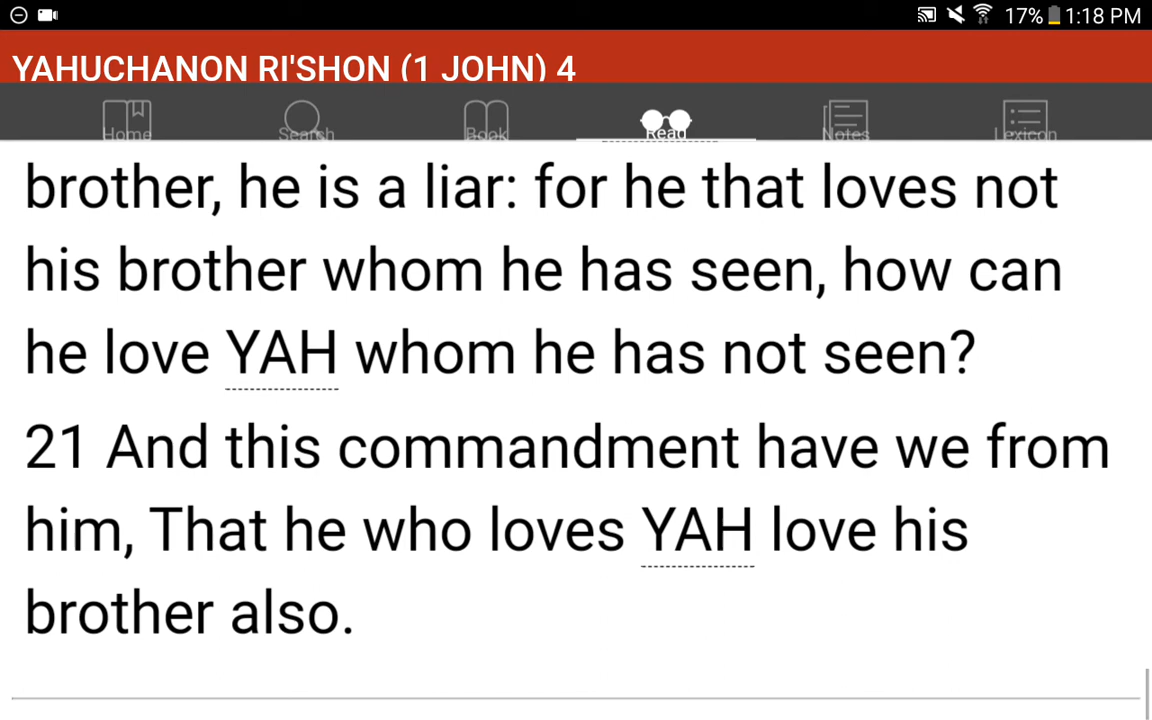 17% 1:18 PM
YAHUCHANON RI'SHON (1 JOHN) 4
Home Search Book Read Notes Lexicon
brother, he is a liar: for he that loves not
his brother whom he has seen, how can
he love YAH whom he has not seen?
21 And this commandment have we from
him, That he who loves YAH love his
brother also.